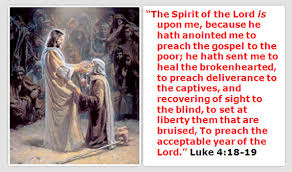 “The Spirit of the Lord is
upon me, because he
hath anointed me to
preach the gospel to the
poor; he hath sent me to
heal the brokenhearted,
to preach deliverance to
the captives, and
recovering of sight to
the blind, to set at
liberty them that are
bruised, To preach the
acceptable year of the
Lord.” Luke 4:18-19